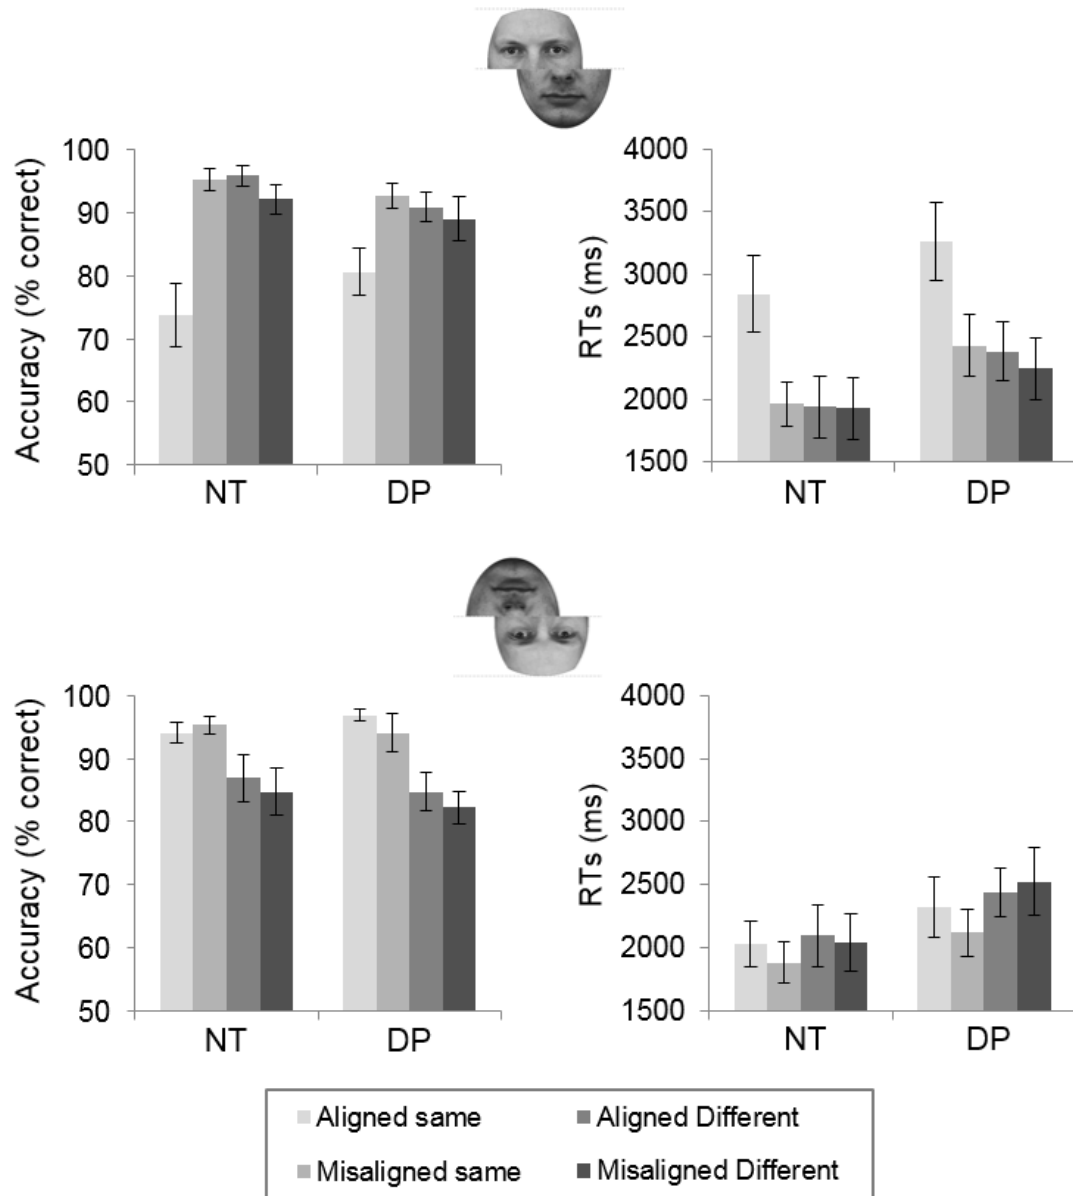 Accuracy (% correct)
100
90
80
70
60
50
NT
DP
RTs (ms)
4000
3500
3000
2500
2000
1500
NT
DP
Accuracy (% correct)
100
90
80
70
60
50
NT
DP
RTs (ms)
4000
3500
3000
2500
2000
1500
NT
DP
Aligned same
Aligned Different
Misaligned same
Misaligned Different